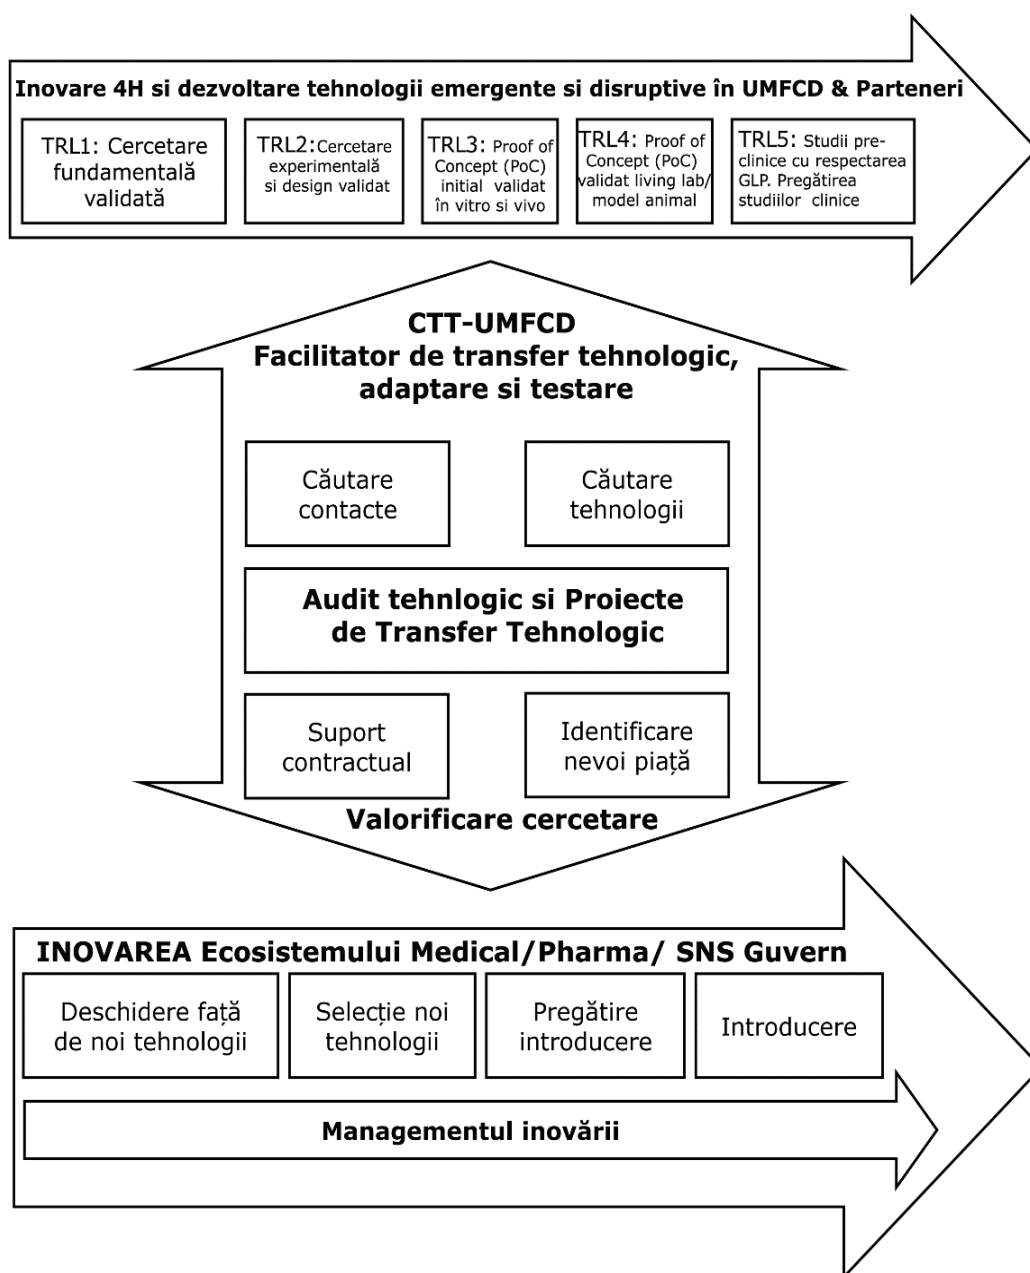 Inovare 4H si dezvoltare tehnologii emergente si disruptive în UMFCD & Parteneri
TRL1: Cercetare
fundamentală
validată
TRL2:Cercetare
experimentală
si design validat
TRL3: Proof of
Concept (PoC)
initial validat
în vitro si vivo
TRL4: Proof of
Concept (PoC)
validat living lab/
model animal
TRL5: Studii pre-
clinice cu respectarea
GLP. Pregătirea
studiilor clinice
CTT-UMFCD
Facilitator de transfer tehnologic,
adaptare si testare
Căutare
contacte
Căutare
tehnologii
Audit tehnlogic si Proiecte
de Transfer Tehnologic
Suport
contractual
Identificare
nevoi piață
Valorificare cercetare
INOVAREA Ecosistemului Medical/Pharma/ SNS Guvern
Deschidere față
de noi tehnologii
Selecție noi
tehnologii
Pregătire
introducere
Introducere
Managementul inovării